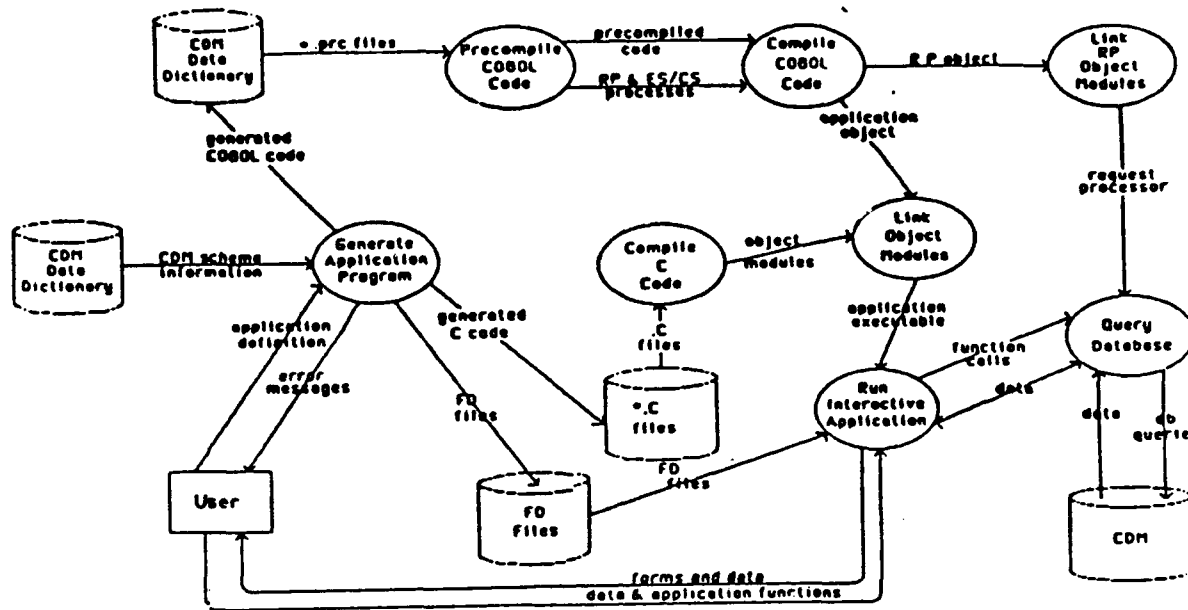 CDM
Data
Dictionary
*.prc files
Precompile
COBOL
Code
precompiled
code
RP & ES/CS
processes
Compile
COBOL
Code
RP object
Link
RP
Object
Modules
generated
COBOL code
application
object
request
processor
CDM
Data
Dictionary
CDM schema
information
Generate
Application
Program
Compile
C
Code
object
modules
Link
Object
Modules
application
definition
error
messages
generated
C code
.C
files
application
executable
function
calls
Query
Database
FD
files
*.C
files
Run
Interactive
Application
data
data
db
querie
User
FD
Files
FD
files
CDM
forms and data
data & application functions